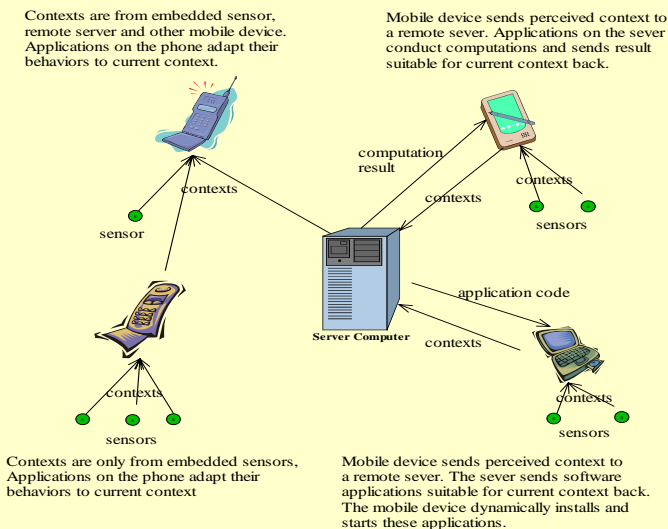 Contexts are from embedded sensor,
remote server and other mobile device.
Applications on the phone adapt their
behaviors to current context.
Mobile device sends perceived context to
a remote sever. Applications on the sever
conduct computations and sends result
suitable for current context back.
computation
result
contexts
contexts
contexts
sensor
sensors
Server Computer
application code
contexts
contexts
contexts
sensors
sensors
Contexts are only from embedded sensors,
Applications on the phone adapt their
behaviors to current context
Mobile device sends perceived context to
a remote sever. The sever sends software
applications suitable for current context back.
The mobile device dynamically installs and
starts these applications.